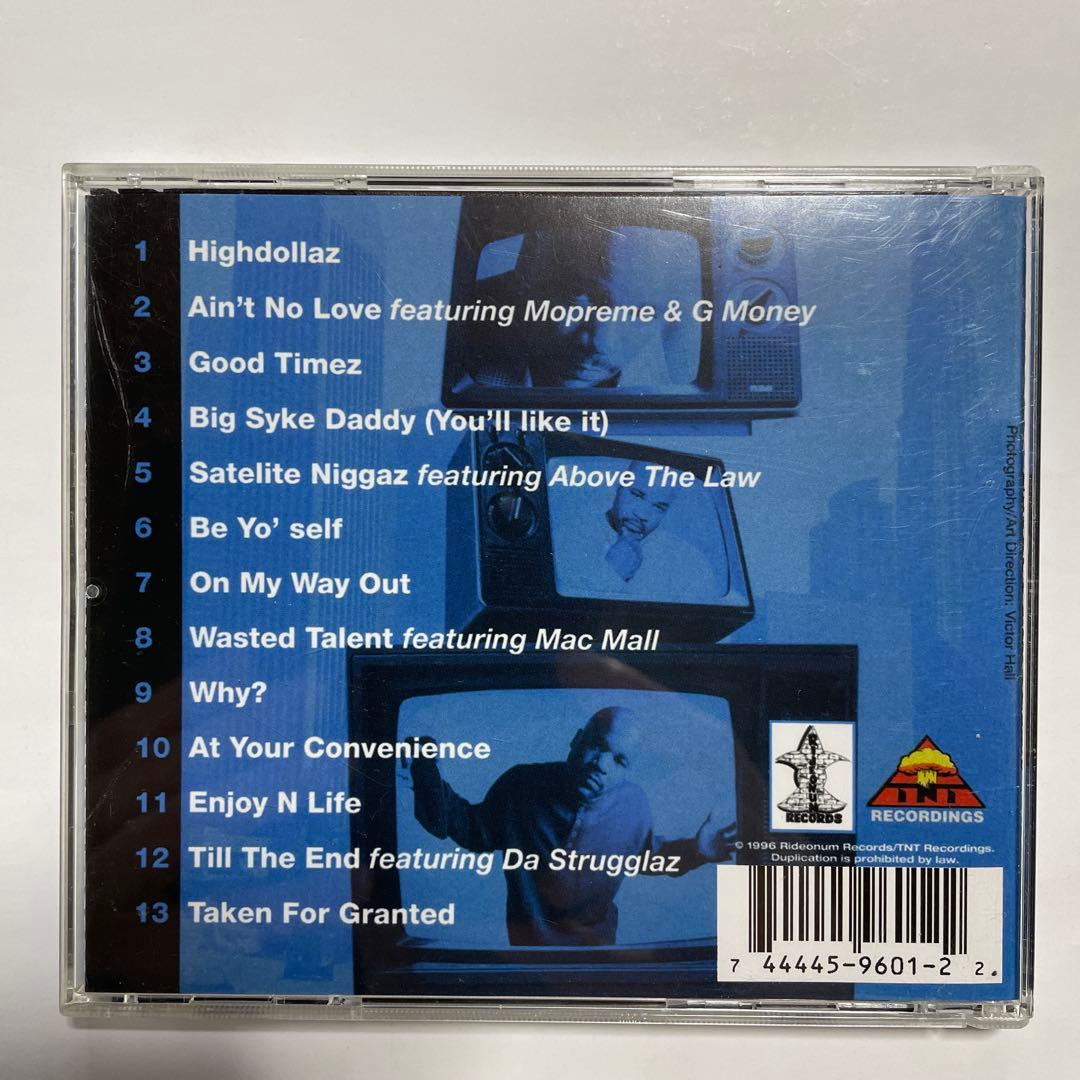 1 Highdollaz
2 Ain't No Love featuring Mopreme & G Money
3 Good Timez
4 Big Syke Daddy (You'll like it)
5 Satelite Niggaz featuring Above The Law
6 Be Yo' self
7 On My Way Out
8 Wasted Talent featuring Mac Mall
9 Why?
10 At Your Convenience
11 Enjoy N Life
12 Till The End featuring Da Strugglaz
13 Taken For Granted
Photography/Art Direction: Victor Hall
RIDEONUM
RECORDS
TNT
RECORDINGS
© 1996 Rideonum Records/TNT Recordings.
Duplication is prohibited by law.
7 44445-9601-2 2.